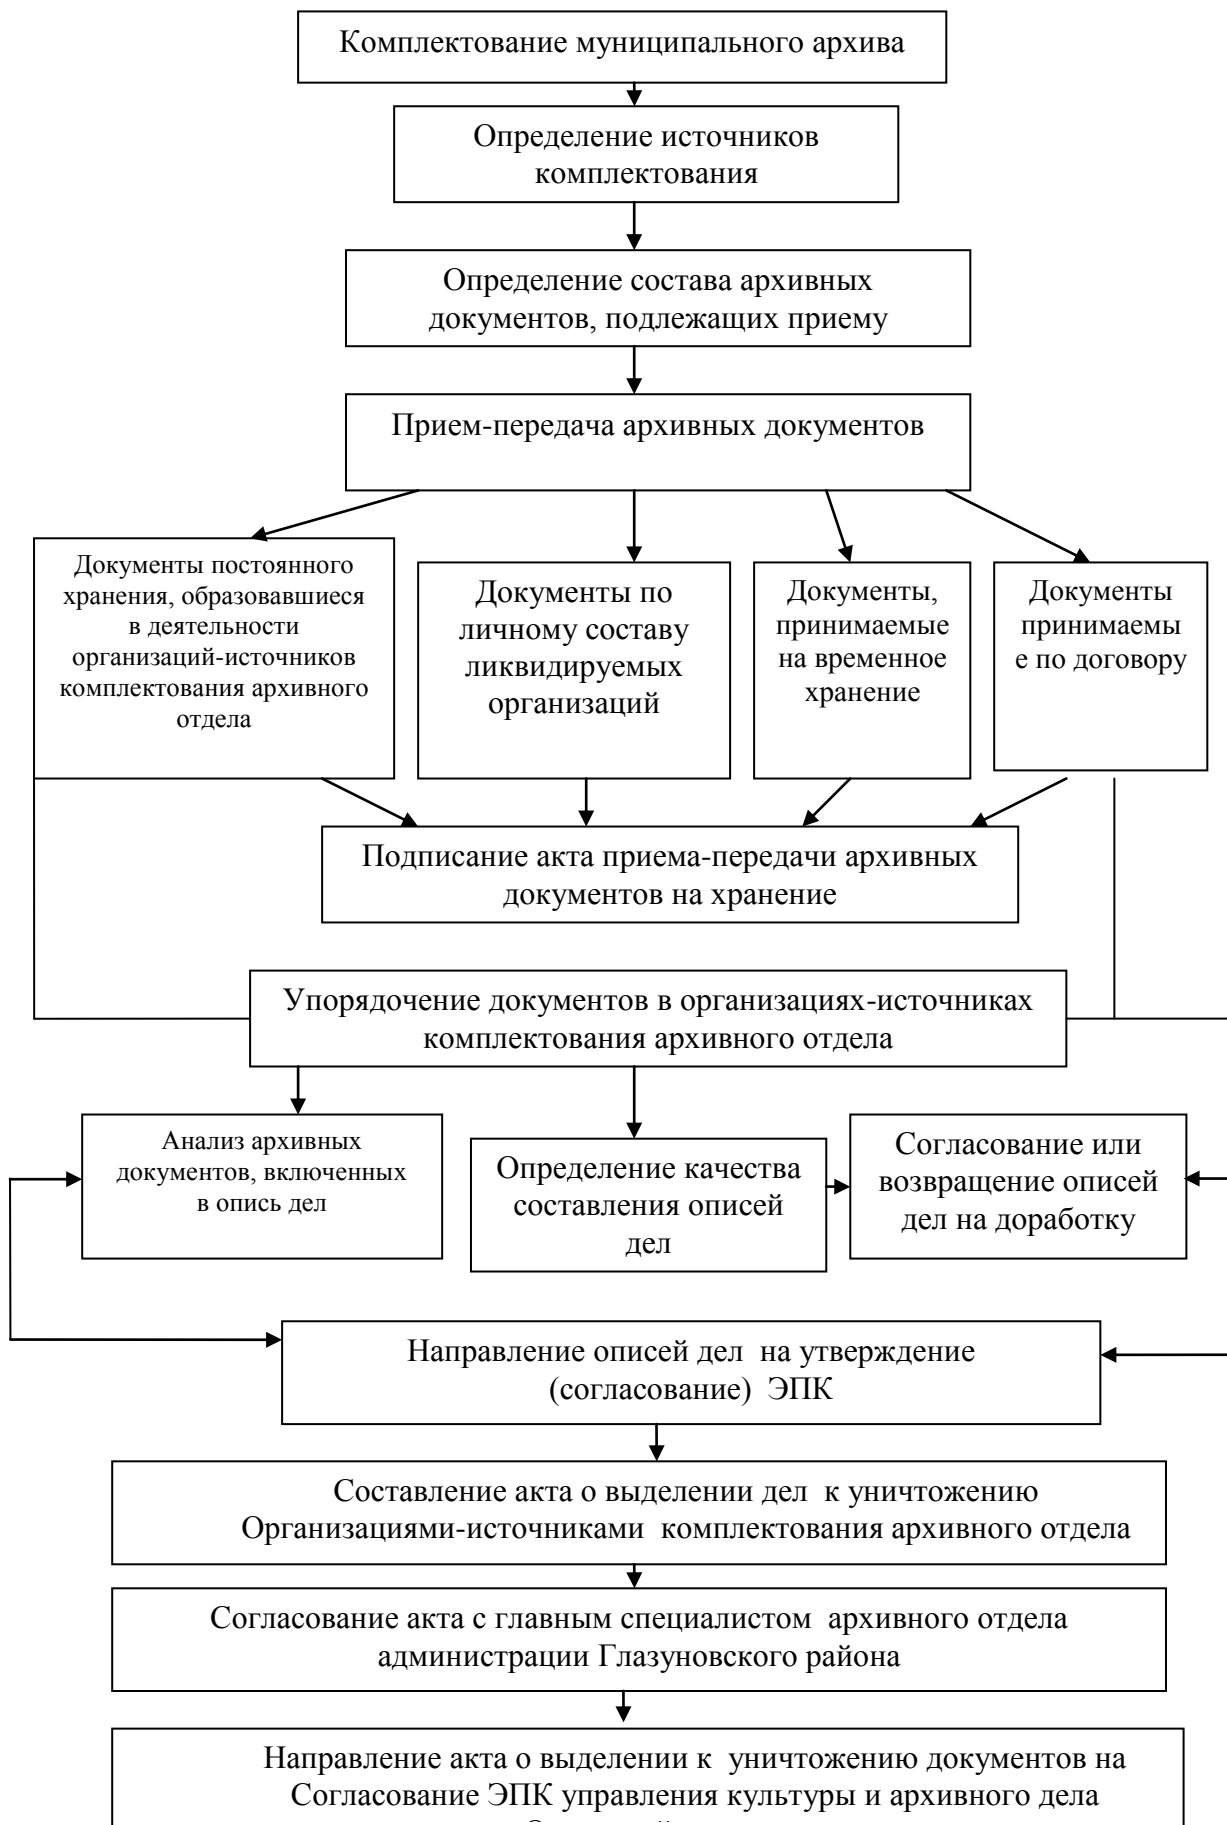 Комплектование муниципального архива
Определение источников
комплектования
Определение состава архивных
документов, подлежащих приему
Прием-передача архивных документов
Документы постоянного
хранения, образовавшиеся
в деятельности
организаций-источников
комплектования архивного
отдела
Документы по
личному составу
ликвидируемых
организаций
Документы,
принимаемые
на временное
хранение
Документы
принимаемы
е по договору
Подписание акта приема-передачи архивных
документов на хранение
Упорядочение документов в организациях-источниках
комплектования архивного отдела
Анализ архивных
документов, включенных
в опись дел
Определение качества
составления описей
дел
Согласование или
возвращение описей
дел на доработку
Направление описей дел на утверждение
(согласование) ЭПК
Составление акта о выделении дел к уничтожению
Организациями-источниками комплектования архивного отдела
Согласование акта с главным специалистом архивного отдела
администрации Глазуновского района
Направление акта о выделении к уничтожению документов на
Согласование ЭПК управления культуры и архивного дела